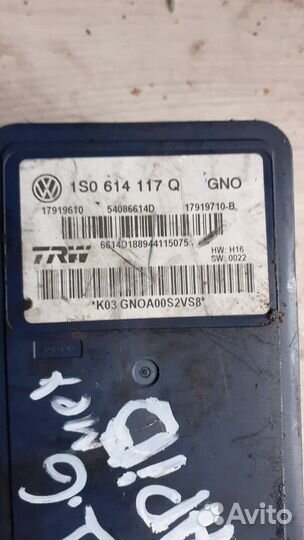 1S0 614 117 Q GNO
17919610 54086614D 17919710-B
TRW 6614D188944115075 HW: H16
SW: 0022
*K03 GNOA00S2VS8*
Avito